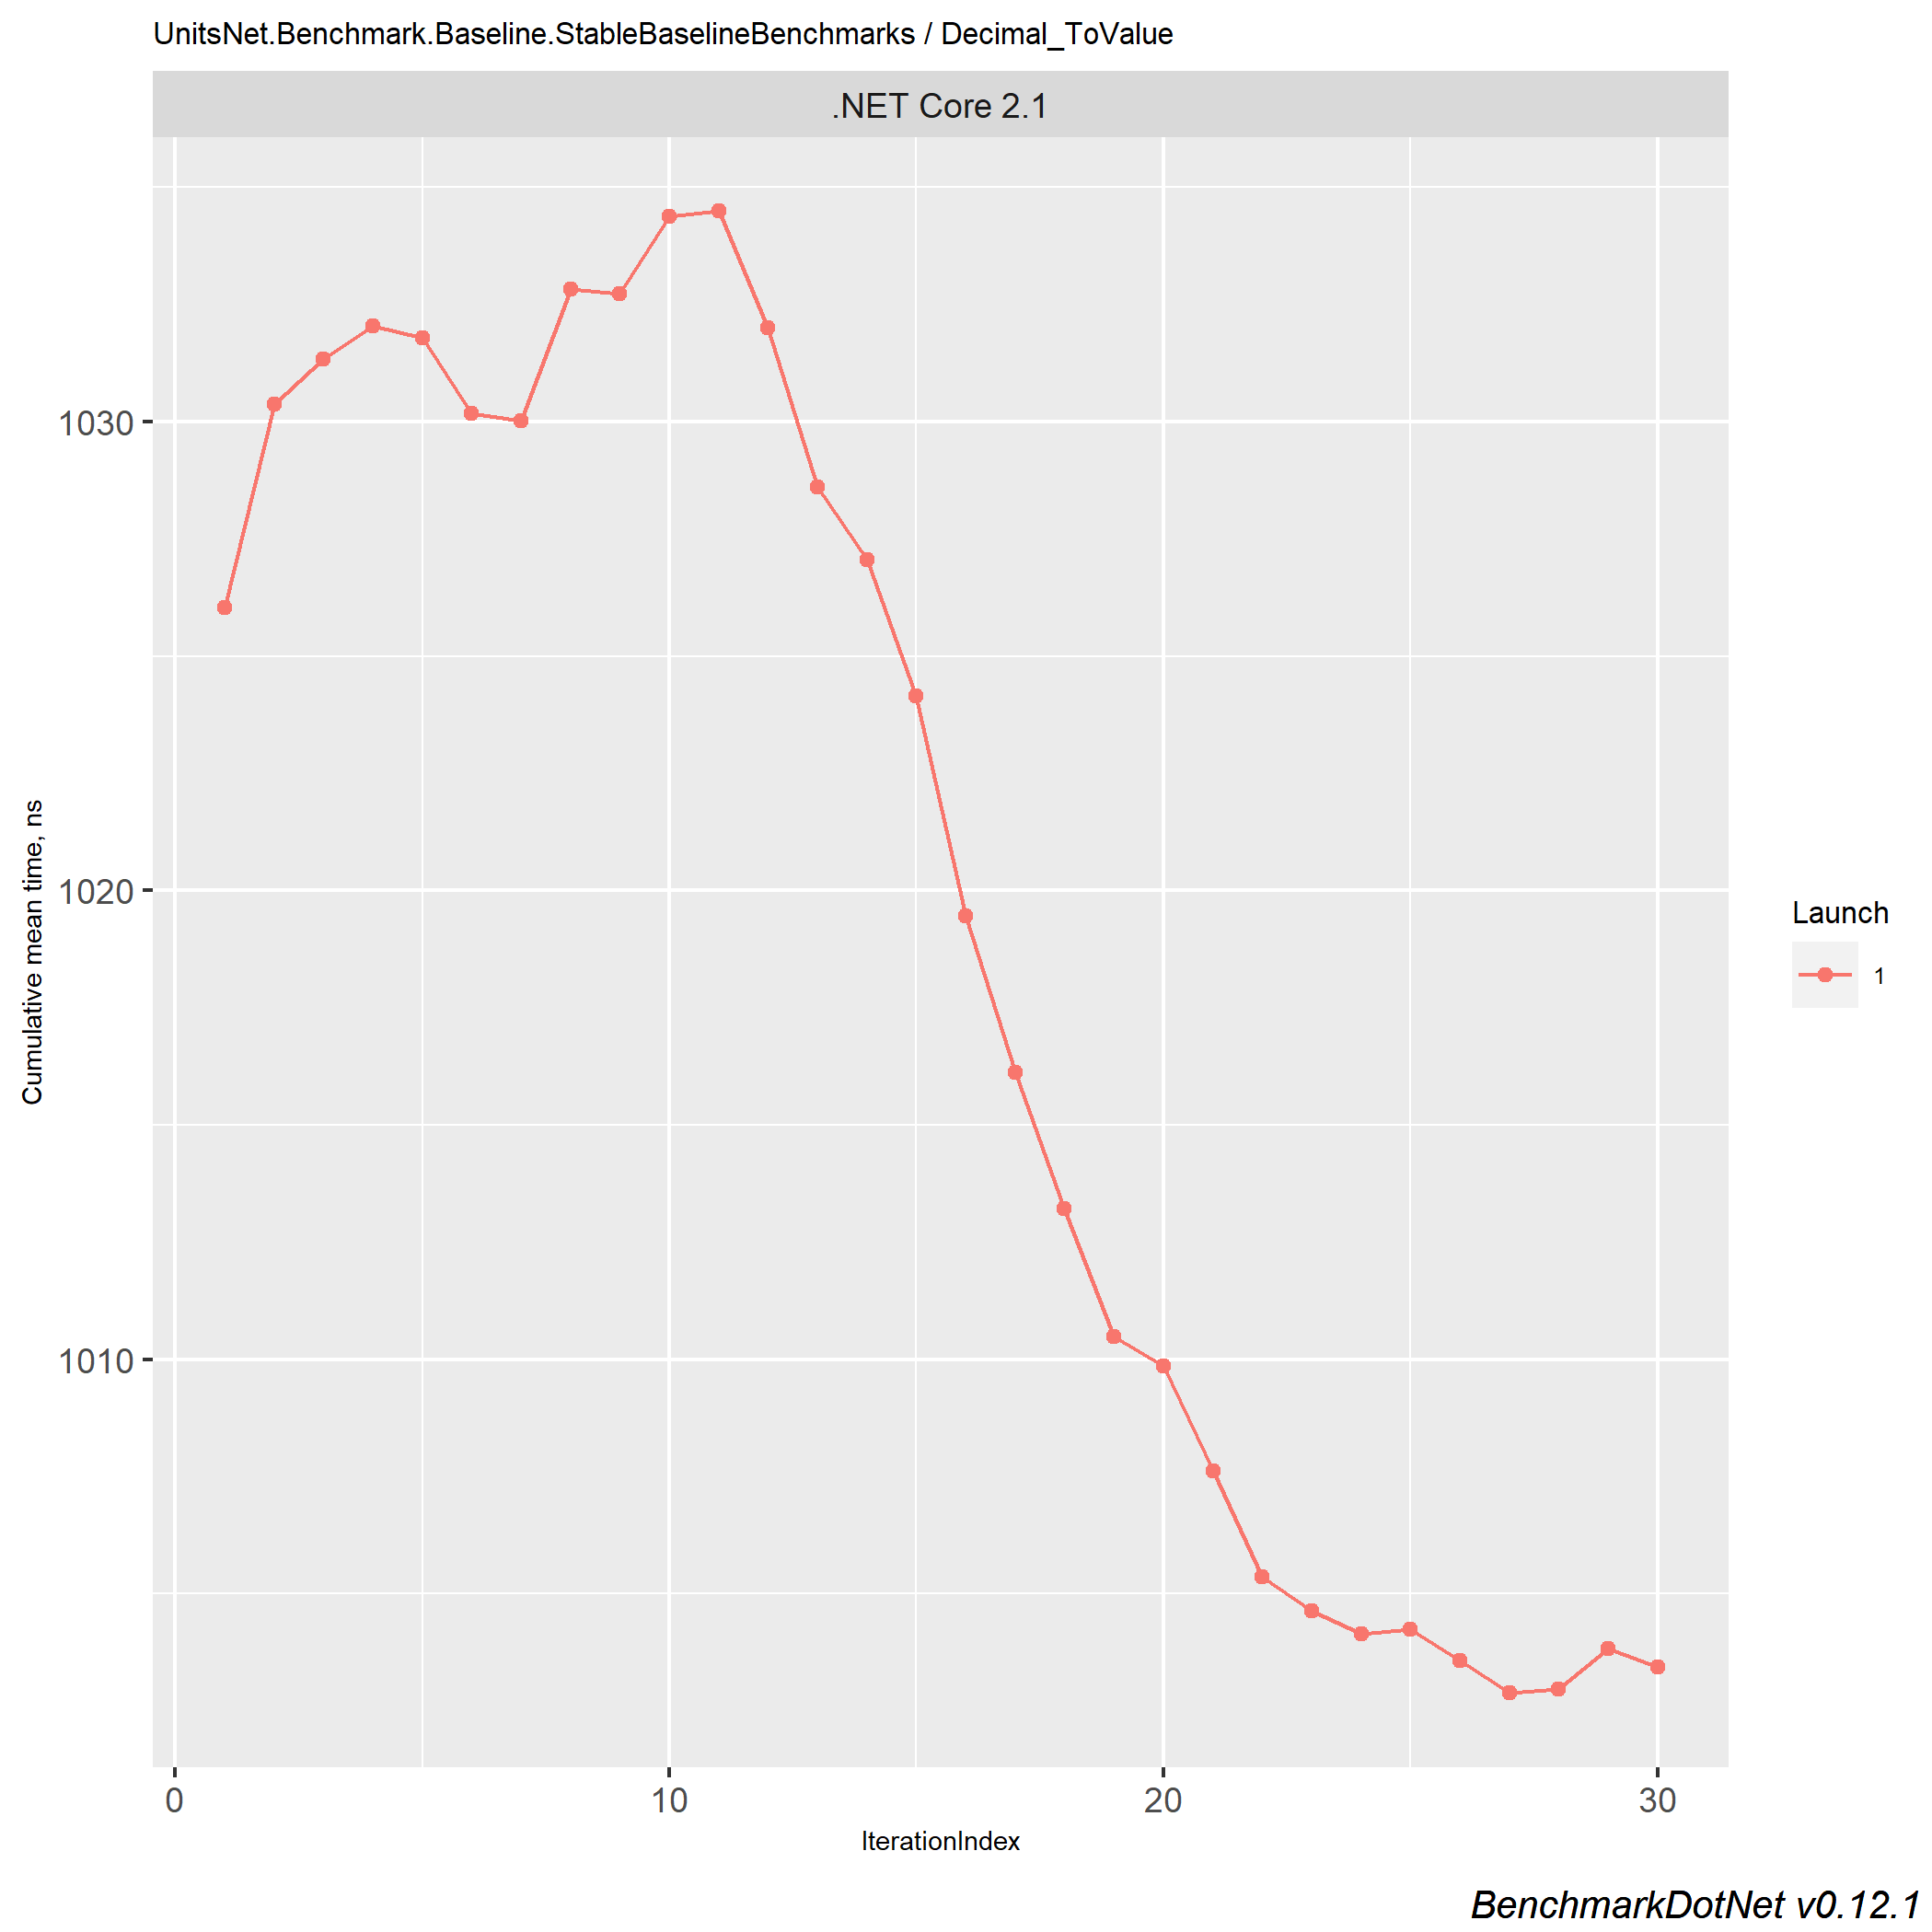 UnitsNet.Benchmark.Baseline.StableBaselineBenchmarks / Decimal_ToValue
.NET Core 2.1
Cumulative mean time, ns
1030
1020
1010
0 10 20 30
IterationIndex
Launch
1
BenchmarkDotNet v0.12.1